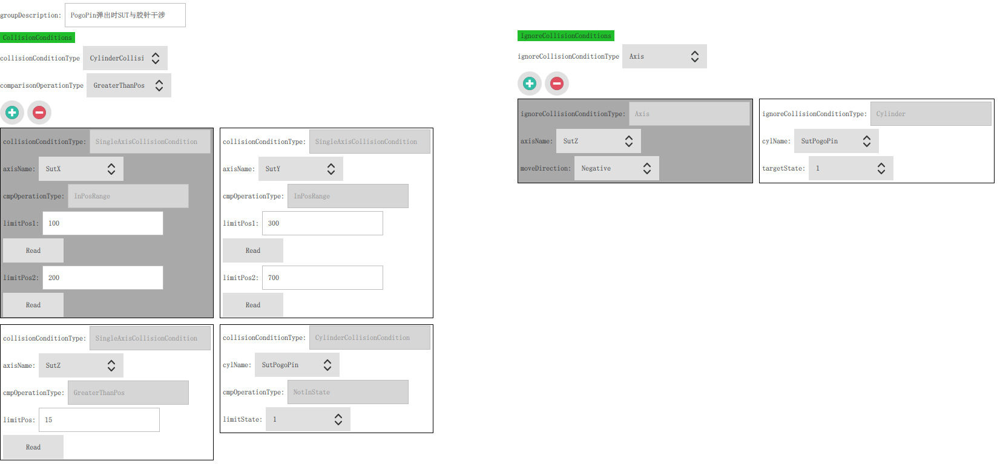 groupDescription: PogoPin弹出时SUT与胶针干涉
CollisionConditions
collisionConditionType CylinderCollisi
comparisonOperationType GreaterThanPos
collisionConditionType: SingleAxisCollisionCondition
axisName: SutX
cmpOperationType: InPosRange
limitPos1: 100
Read
limitPos2: 200
Read
collisionConditionType: SingleAxisCollisionCondition
axisName: SutY
cmpOperationType: InPosRange
limitPos1: 300
Read
limitPos2: 700
Read
collisionConditionType: SingleAxisCollisionCondition
axisName: SutZ
cmpOperationType: GreaterThanPos
limitPos: 15
Read
collisionConditionType: CylinderCollisionCondition
cylName: SutPogoPin
cmpOperationType: NotInState
limitState: 1
IgnoreCollisionConditions
ignoreCollisionConditionType Axis
ignoreCollisionConditionType: Axis
axisName: SutZ
moveDirection: Negative
ignoreCollisionConditionType: Cylinder
cylName: SutPogoPin
targetState: 1